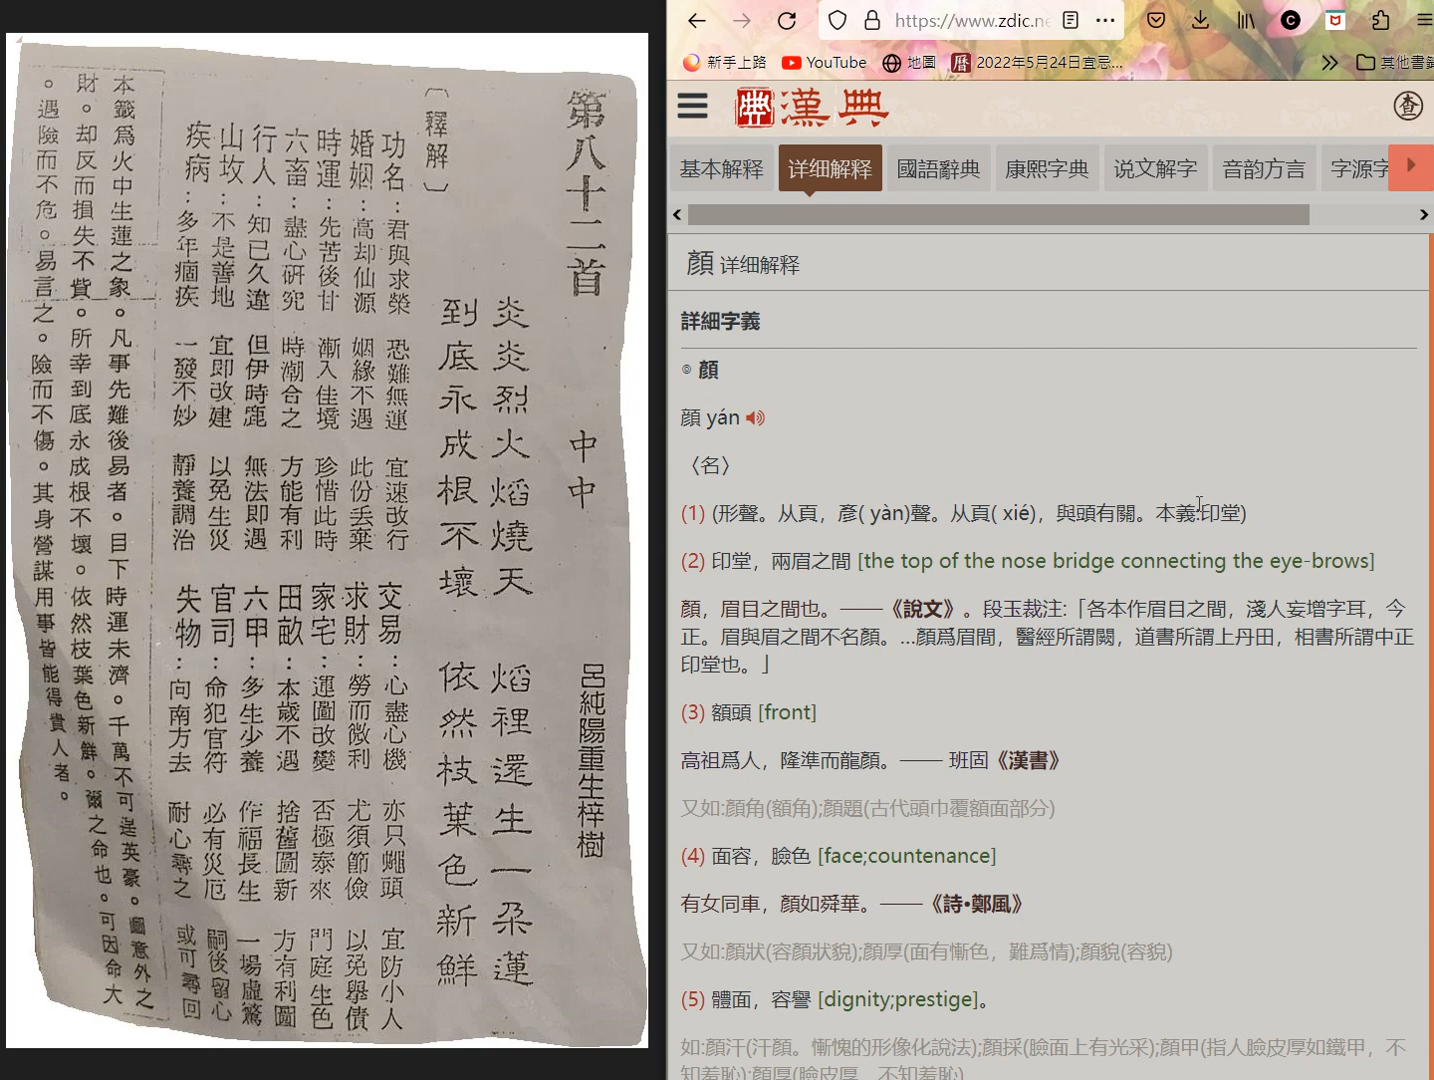 第八十二首
中中
呂純陽重生梓樹
炎炎烈火焰燒天
焰裡還生一朵蓮
到底永成根不壞
依然枝葉色新鮮
〔釋解〕
功名：君與求榮 恐難無運 宜速改行
婚姻：高却仙源 姻緣不遇 此份丢棄
時運：先苦後甘 漸入佳境 珍惜此時
六畜：盡心研究 時潮合之 方能有利
行人：知已久違 但伊時寵 無法即遇
山坟：不是善地 宜即改建 以免生災
疾病：多年痼疾 一發不妙 靜養調治
交易：心盡心機 亦只蠅頭 宜防小人
求財：勞而微利 尤須節儉 以免舉債
家宅：運圖改變 否極泰來 門庭生色
田畝：本歲不遇 捨舊圖新 方有利圖
六甲：多生少養 作福長生 一場虛驚
官司：命犯官符 必有災厄 嗣後留心
失物：向南方去 耐心尋之 或可尋回
本籤爲火中生蓮之象。凡事先難後易者。目下時運未濟。千萬不可逞英豪。圖意外之
財。却反而損失不貲。所幸到底永成根不壞。依然枝葉色新鮮。爾之命也。可因命大
。遇險而不危。易言之。險而不傷。其身營謀用事皆能得貴人者。
https://www.zdic.ne
新手上路
YouTube
地圖
2022年5月24日宜忌...
其他書籤
漢典
查
基本解释
详细解释
國語辭典
康熙字典
说文解字
音韵方言
字源字
顏 详细解释
詳細字義
◎ 顏
顔 yán
〈名〉
(1) (形聲。从頁，彥( yàn)聲。从頁( xié)，與頭有關。本義:印堂)
(2) 印堂，兩眉之間 [the top of the nose bridge connecting the eye-brows]
顏，眉目之間也。——《說文》。段玉裁注:「各本作眉目之間，淺人妄增字耳，今
正。眉與眉之間不名顏。…顏爲眉間，醫經所謂闕，道書所謂上丹田，相書所謂中正
印堂也。」
(3) 額頭 [front]
高祖爲人，隆準而龍顏。—— 班固《漢書》
又如:顏角(額角);顏題(古代頭巾覆額面部分)
(4) 面容，臉色 [face;countenance]
有女同車，顏如舜華。——《詩•鄭風》
又如:顏狀(容顏狀貌);顏厚(面有慚色，難爲情);顏貌(容貌)
(5) 體面，容譽 [dignity;prestige]。
如:顏汗(汗顏。慚愧的形像化說法);顏採(臉面上有光采);顏甲(指人臉皮厚如鐵甲，不
知羞恥);顏厚(臉皮厚，不知羞恥)